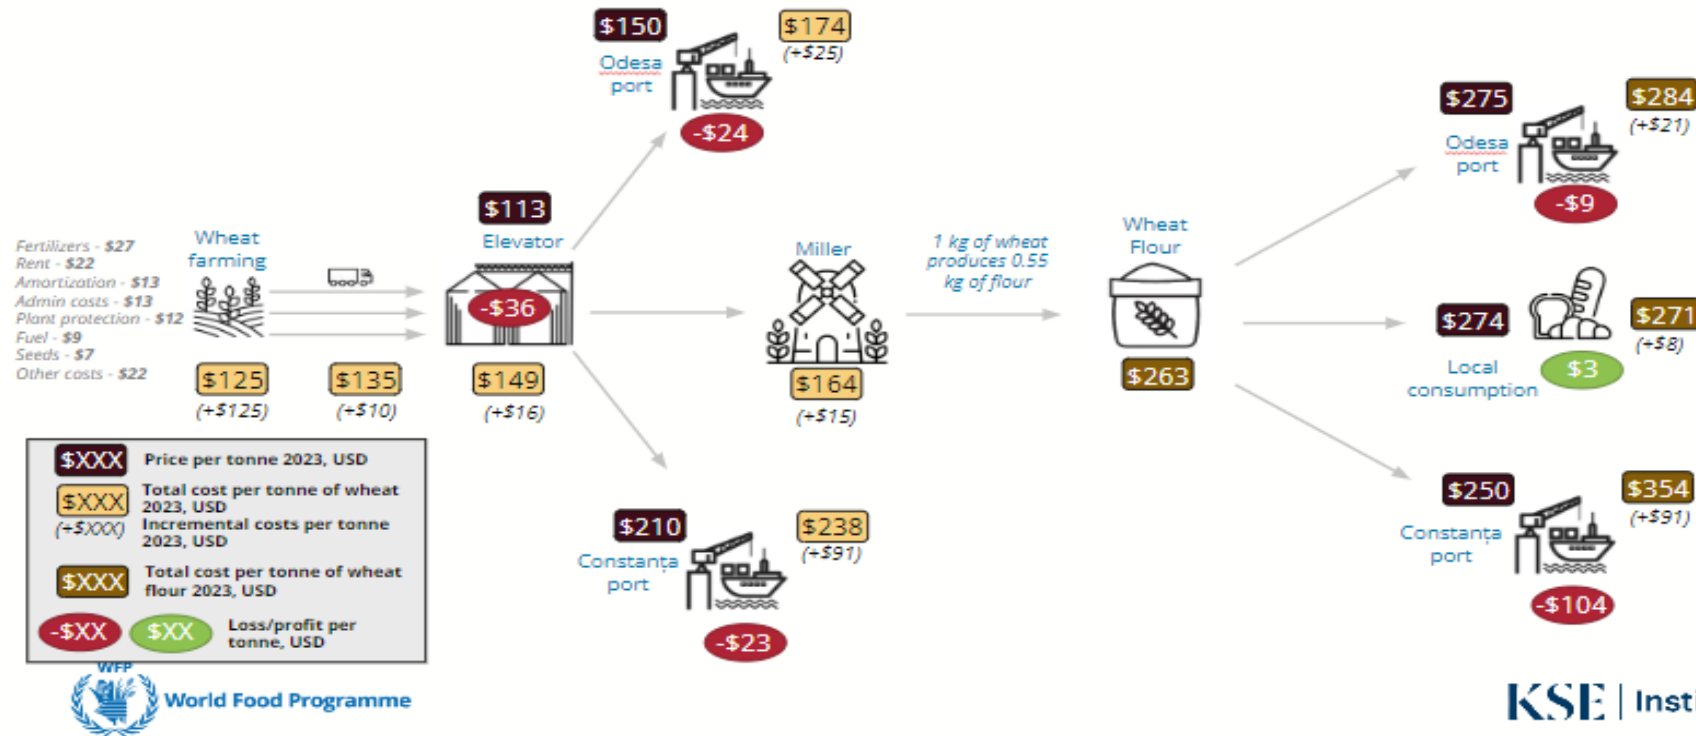 $150
$174
(+$25)
Odesa
port
-$24
$275
$284
(+$21)
Odesa
port
-$9
$113
Elevator
-$36
$149
(+$16)
Fertilizers - $27
Rent - $22
Amortization - $13
Admin costs - $13
Plant protection - $12
Fuel - $9
Seeds - $7
Other costs - $22
Wheat
farming
$125
(+$125)
$135
(+$10)
Miller
$164
(+$15)
1 kg of wheat
produces 0.55
kg of flour
Wheat
Flour
$263
$274
$271
(+$8)
Local
consumption
$3
$210
$238
(+$91)
Constanța
port
-$23
$250
$354
(+$91)
Constanța
port
-$104
$XXX Price per tonne 2023, USD
$XXX Total cost per tonne of wheat
2023, USD
(+$XXX) Incremental costs per tonne
2023, USD
$XXX Total cost per tonne of wheat
flour 2023, USD
-$XX $XX Loss/profit per
tonne, USD
WFP
World Food Programme
KSE | Insti